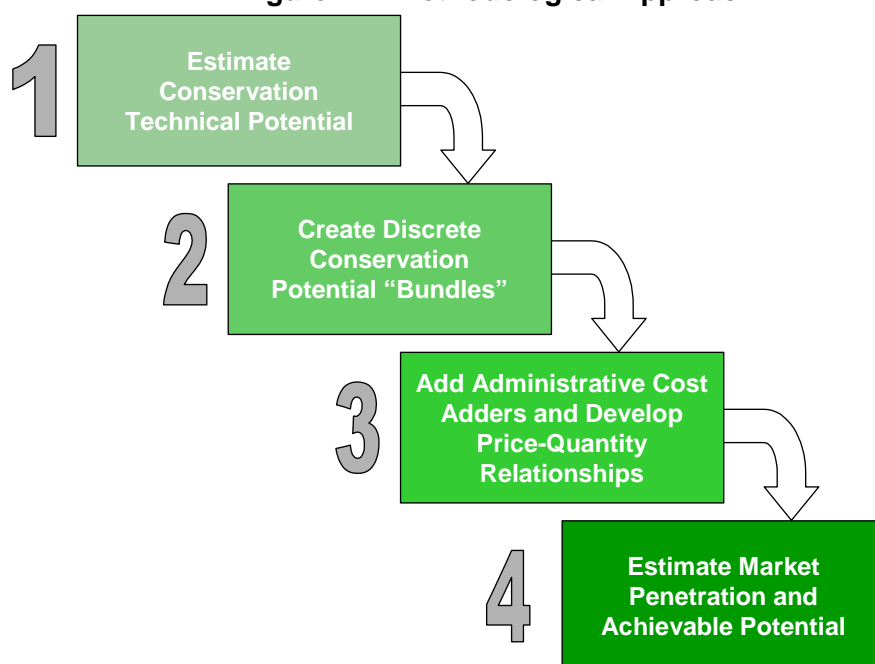 1
Estimate
Conservation
Technical Potential
2
Create Discrete
Conservation
Potential “Bundles”
3
Add Administrative Cost
Adders and Develop
Price-Quantity
Relationships
4
Estimate Market
Penetration and
Achievable Potential